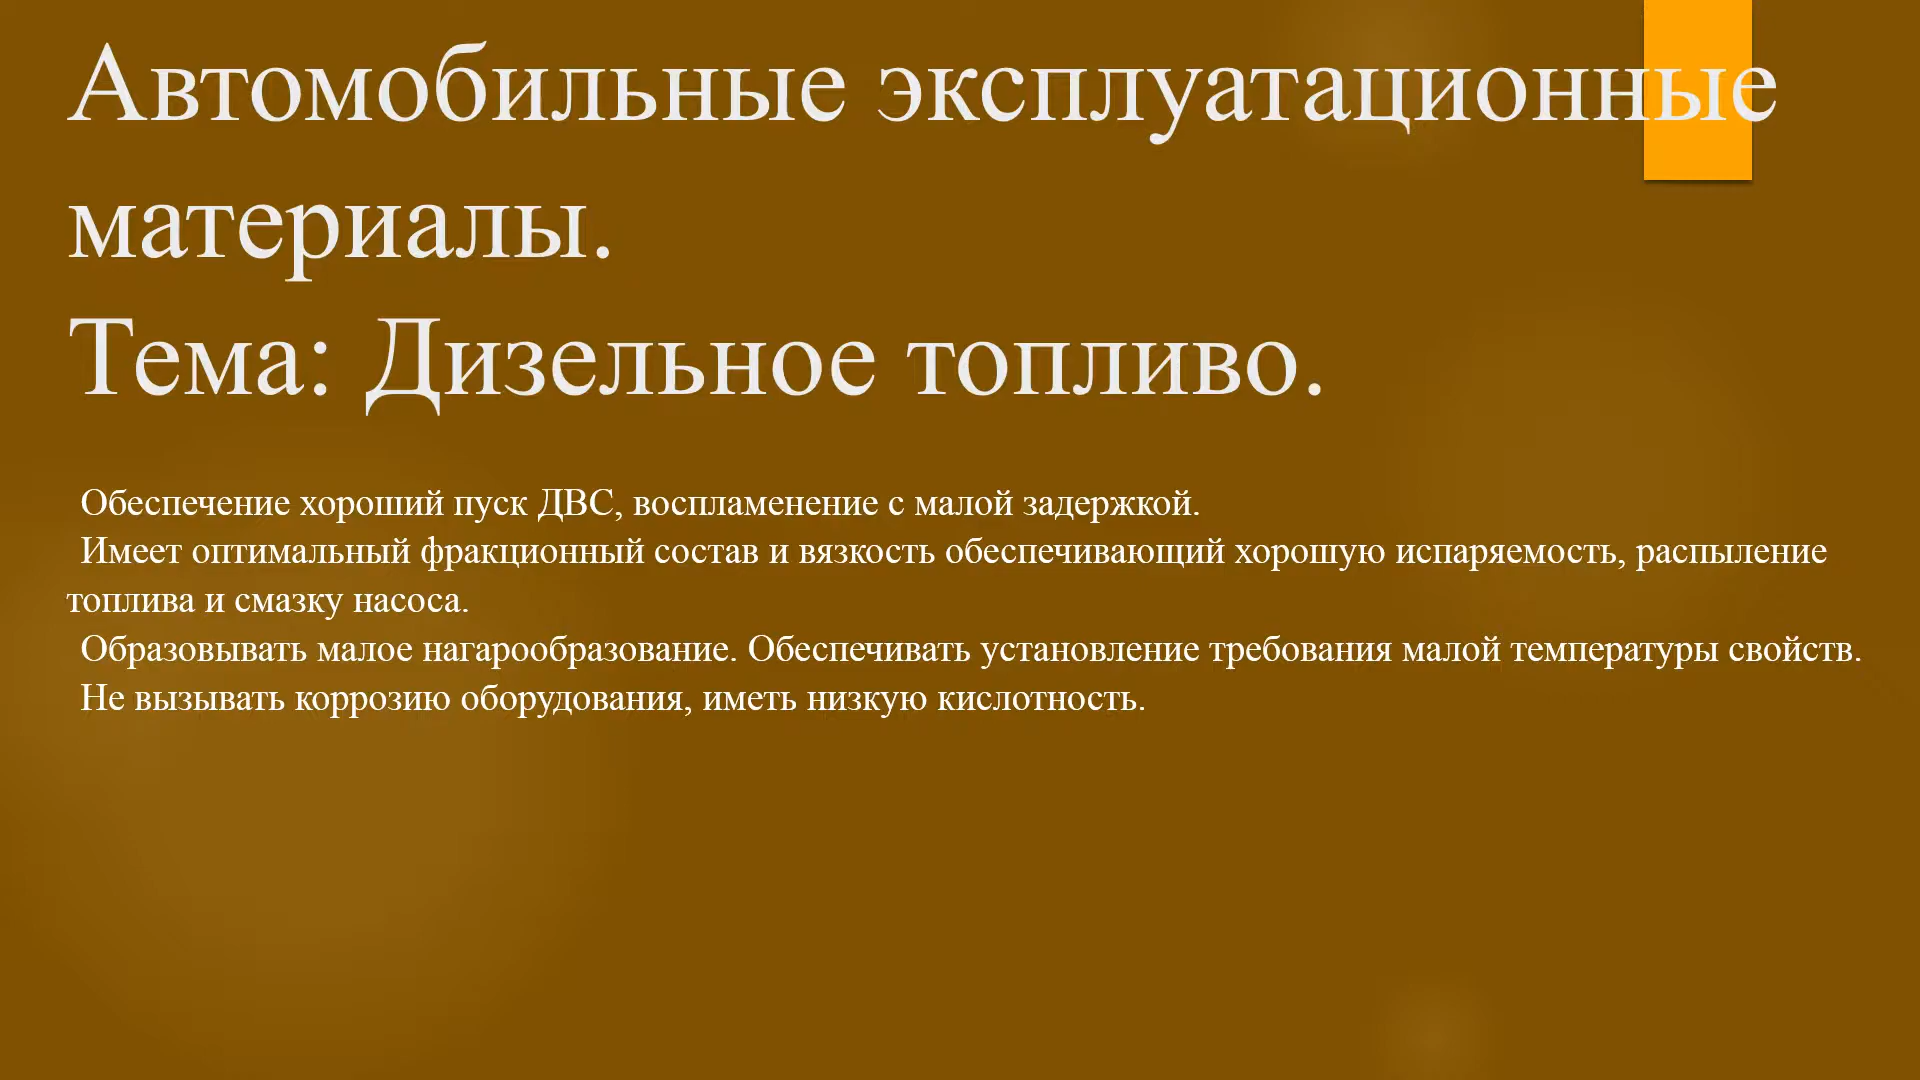 Автомобильные эксплуатационные
материалы.
Тема: Дизельное топливо.
Обеспечение хороший пуск ДВС, воспламенение с малой задержкой.
Имеет оптимальный фракционный состав и вязкость обеспечивающий хорошую испаряемость, распыление
топлива и смазку насоса.
Образовывать малое нагарообразование. Обеспечивать установление требования малой температуры свойств.
Не вызывать коррозию оборудования, иметь низкую кислотность.